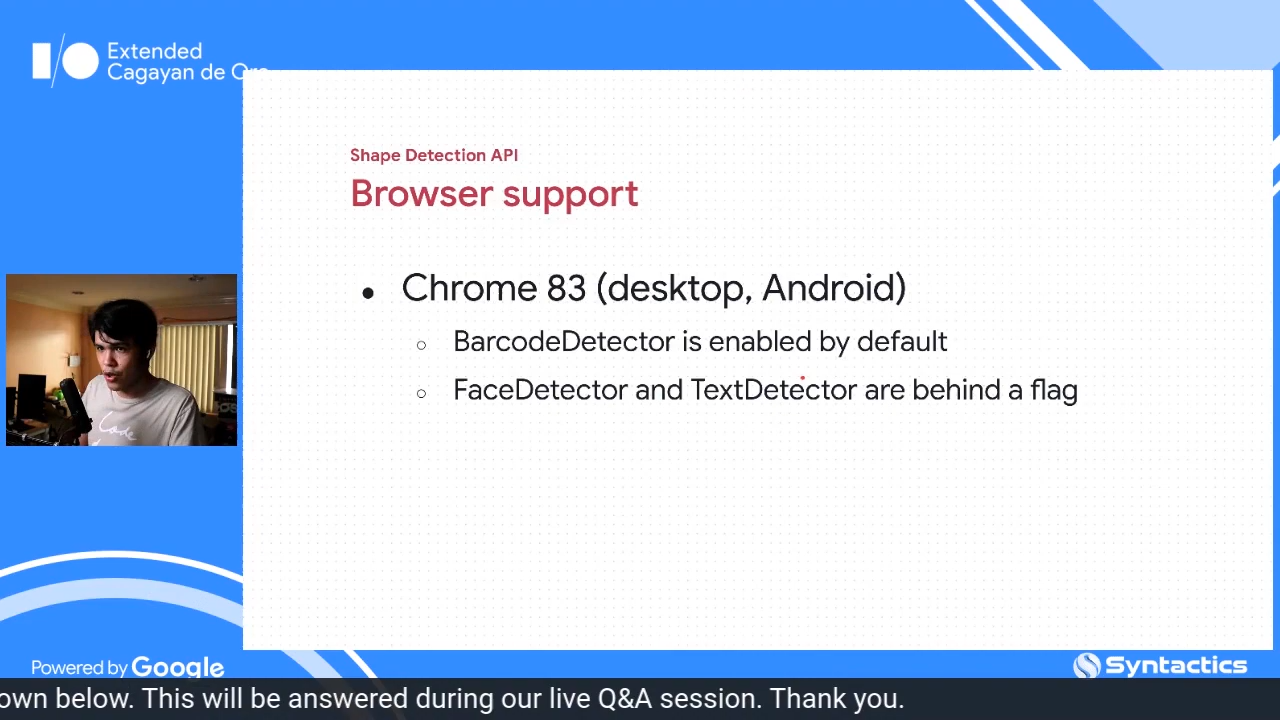 Extended
Cagayan de Oro
Shape Detection API
Browser support
Chrome 83 (desktop, Android)
BarcodeDetector is enabled by default
FaceDetector and TextDetector are behind a flag
Code
Powered by Google
Syntactics
own below. This will be answered during our live Q&A session. Thank you.